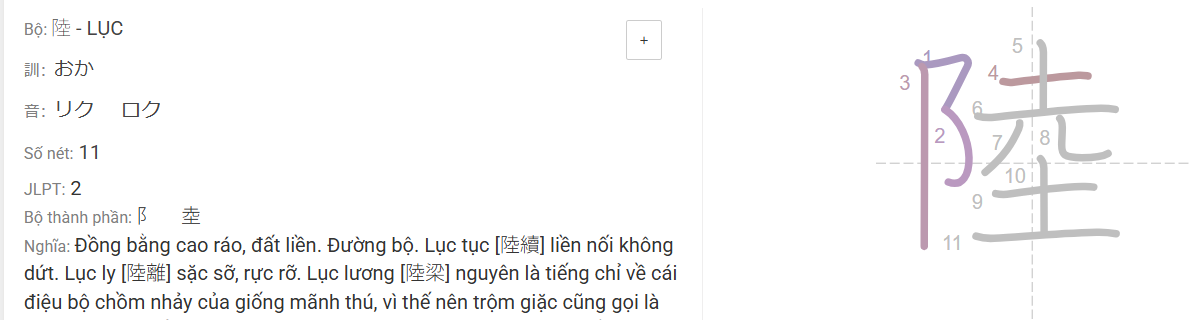 Bộ: 陸 - LỤC
+
訓: おか
音: リク ロク
Số nét: 11
JLPT: 2
Bộ thành phần: 阝 坴
Nghĩa: Đồng bằng cao ráo, đất liền. Đường bộ. Lục tục [陸續] liền nối không
dứt. Lục ly [陸離] sặc sỡ, rực rỡ. Lục lương [陸梁] nguyên là tiếng chỉ về cái
điệu bộ chồm nhảy của giống mãnh thú, vì thế nên trộm giặc cũng gọi là
陸
1
2
3
4
5
6
7
8
9
10
11